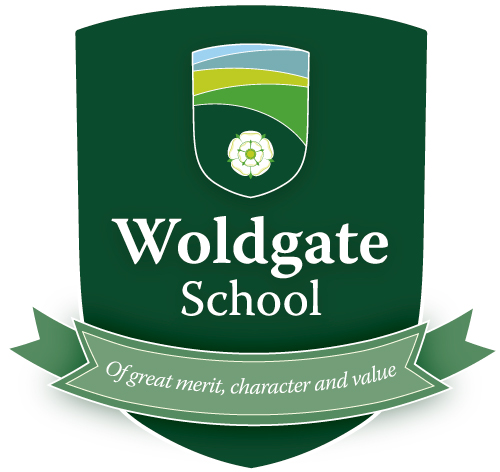 Woldgate
School
Of great merit, character and value